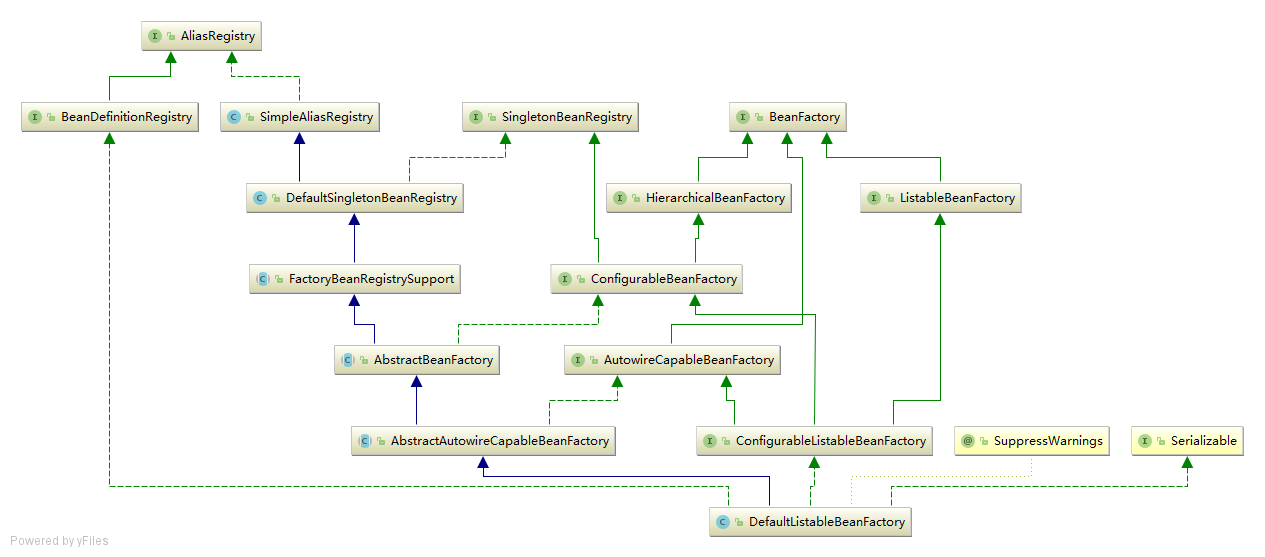 AliasRegistry
BeanDefinitionRegistry
SimpleAliasRegistry
SingletonBeanRegistry
BeanFactory
DefaultSingletonBeanRegistry
HierarchicalBeanFactory
ListableBeanFactory
FactoryBeanRegistrySupport
ConfigurableBeanFactory
AbstractBeanFactory
AutowireCapableBeanFactory
AbstractAutowireCapableBeanFactory
ConfigurableListableBeanFactory
SuppressWarnings
Serializable
DefaultListableBeanFactory
Powered by yFiles